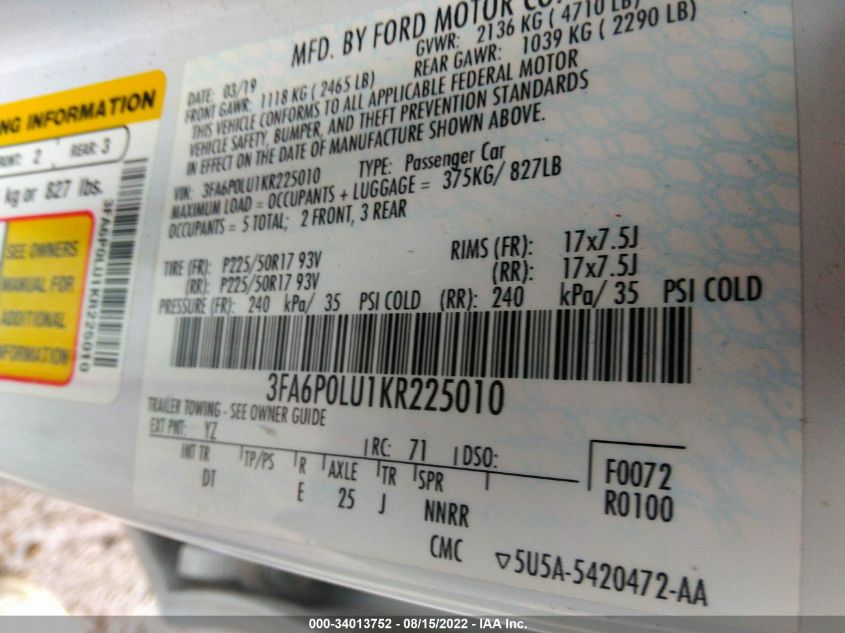 MFD. BY FORD MOTOR CO.
DATE: 03/19 GVWR: 2136 KG ( 4710 LB)
FRONT GAWR: 1118 KG ( 2465 LB) REAR GAWR: 1039 KG ( 2290 LB)
THIS VEHICLE CONFORMS TO ALL APPLICABLE FEDERAL MOTOR
VEHICLE SAFETY, BUMPER, AND THEFT PREVENTION STANDARDS
IN EFFECT ON THE DATE OF MANUFACTURE SHOWN ABOVE.
VIN: 3FA6P0LU1KR225010 TYPE: Passenger Car
MAXIMUM LOAD = OCCUPANTS + LUGGAGE = 375KG/ 827LB
OCCUPANTS = 5 TOTAL; 2 FRONT, 3 REAR
TIRE (FR): P225/50R17 93V RIMS (FR): 17x7.5J
(RR): P225/50R17 93V (RR): 17x7.5J
PRESSURE (FR): 240 kPa/ 35 PSI COLD (RR): 240 kPa/ 35 PSI COLD
3FA6P0LU1KR225010
TRAILER TOWING - SEE OWNER GUIDE
EXT PNT: YZ RC: 71 DSO:
INT TR TP/PS R AXLE TR SPR
DT E 25 J NNRR
CMC
F0072
R0100
5U5A-5420472-AA
INFORMATION
2 REAR: 3
kg or 827 lbs.
3FA6P0LU1KR225010
SEE OWNERS
MANUAL FOR
ADDITIONAL
INFORMATION
000-34013752 - 08/15/2022 - IAA Inc.